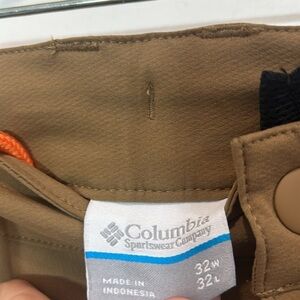 Columbia
Sportswear Company
32W
32L
MADE IN
INDONESIA